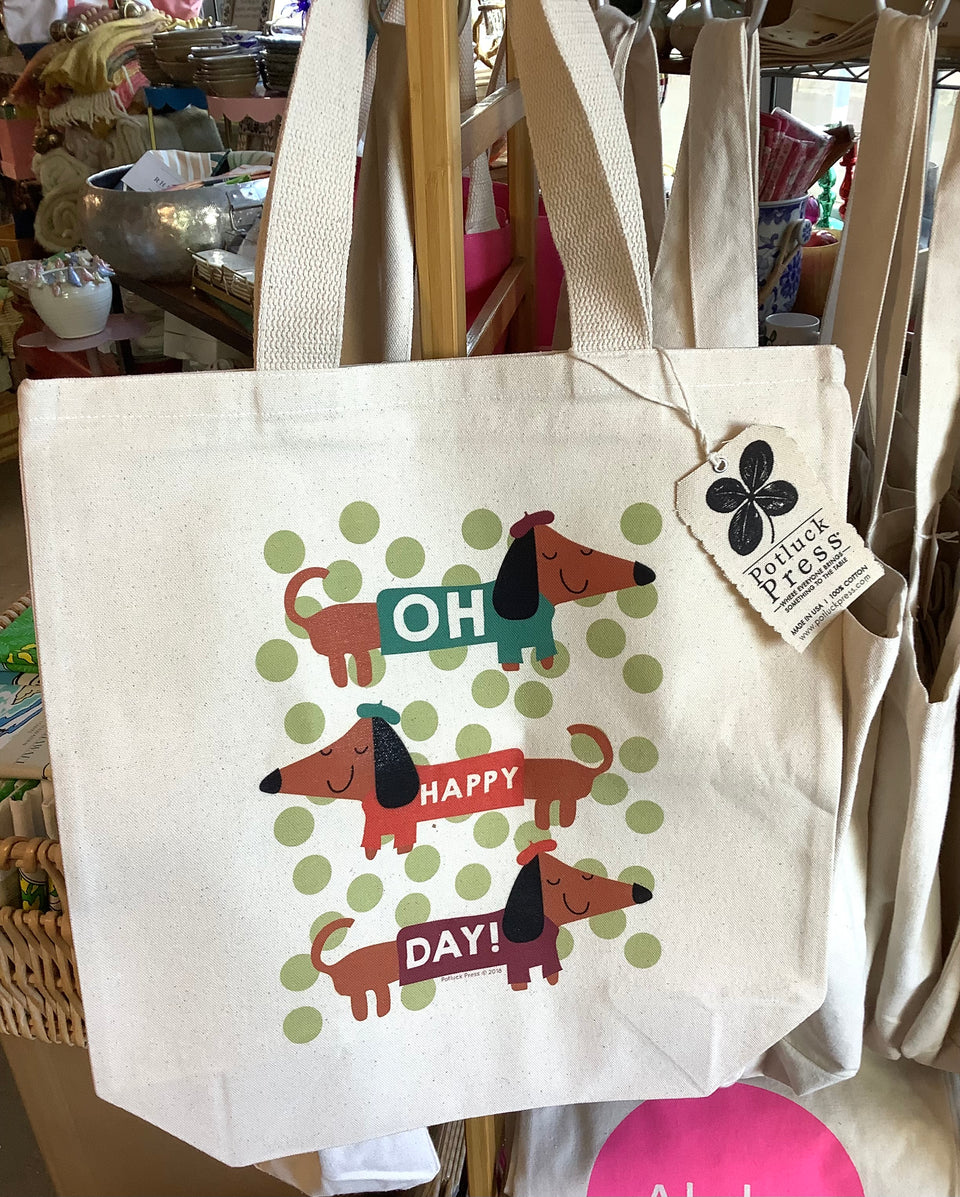 OH
HAPPY
DAY!
Potluck Press © 2016
Potluck
Press
WHERE EVERYONE BRINGS
SOMETHING TO THE TABLE
MADE IN USA | 100% COTTON
www.potluckpress.com